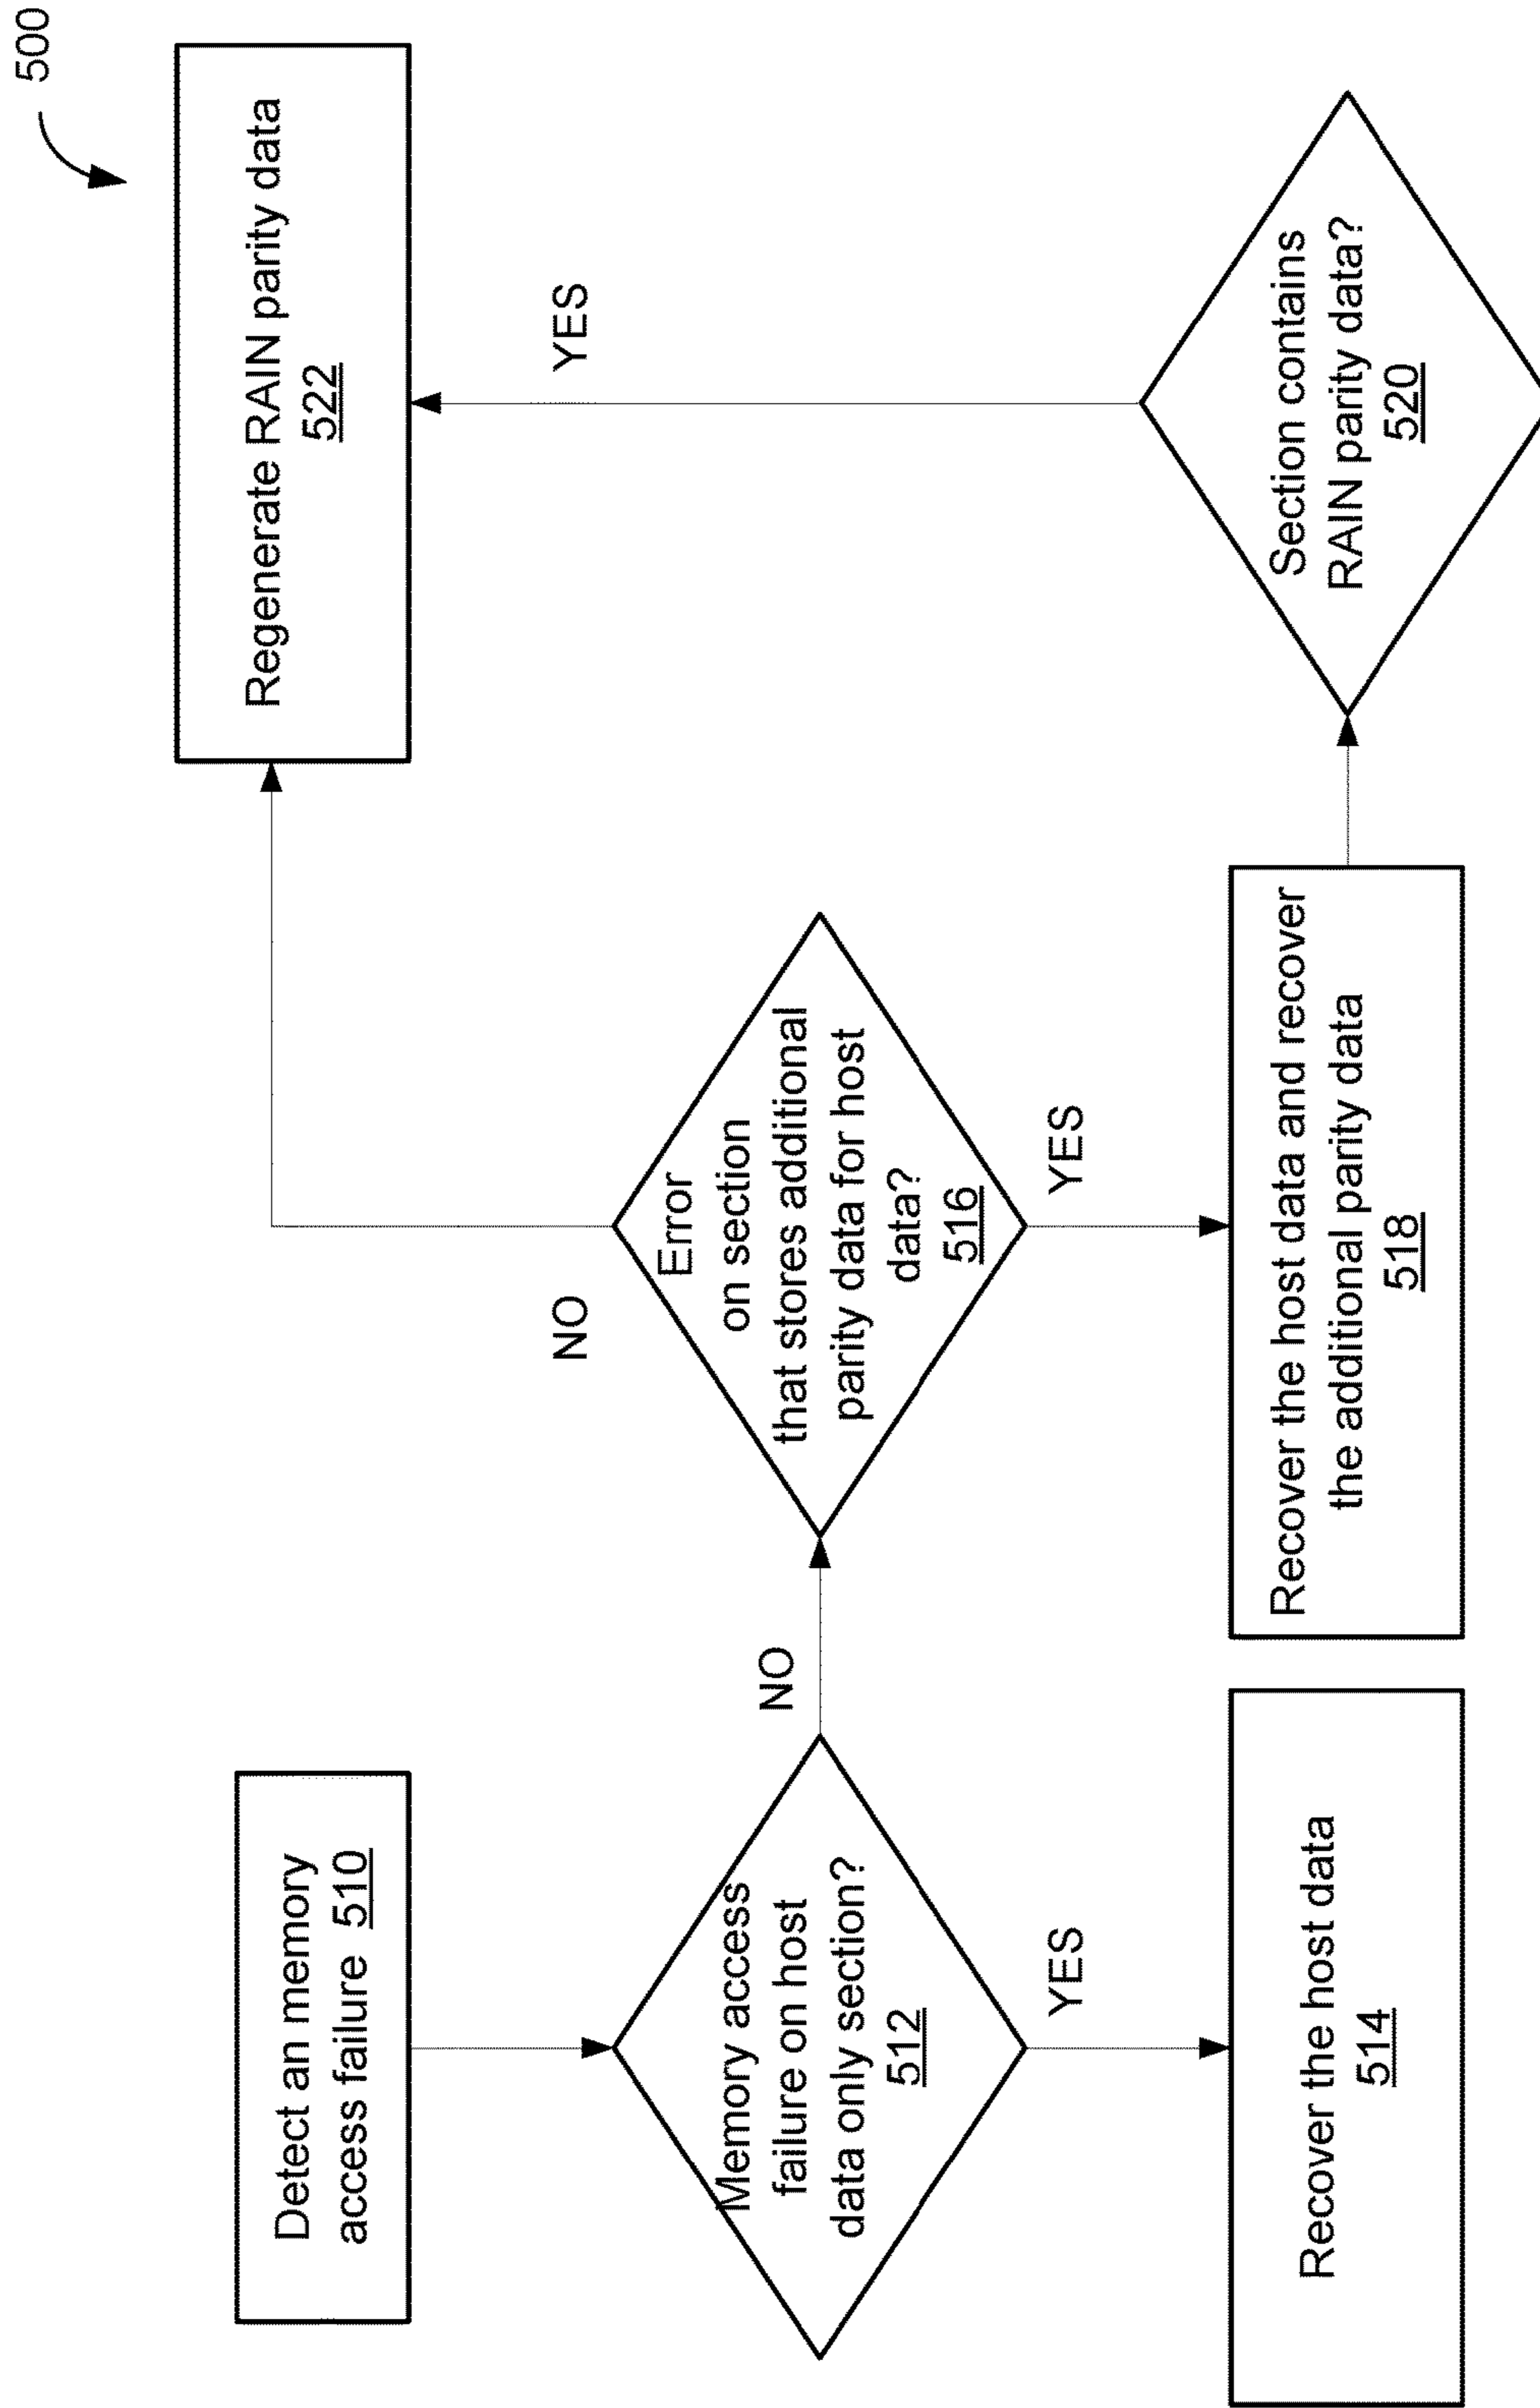 500
Detect an memory
access failure 510
Memory access
failure on host
data only section?
512
YES
Recover the host data
514
NO
Error
on section
that stores additional
parity data for host
data?
516
YES
Recover the host data and recover
the additional parity data
518
NO
Section contains
RAIN parity data?
520
YES
Regenerate RAIN parity data
522